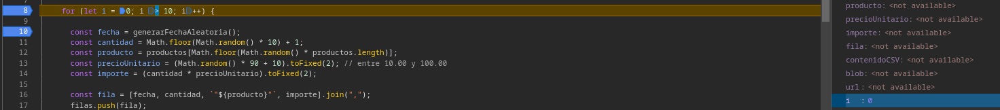 7
8 for (let i = 0; i > 10; i++) {
9
10 const fecha = generarFechaAleatoria();
11 const cantidad = Math.floor(Math.random() * 10) + 1;
12 const producto = productos[Math.floor(Math.random() * productos.length)];
13 const precioUnitario = (Math.random() * 90 + 10).toFixed(2); // entre 10.00 y 100.00
14 const importe = (cantidad * precioUnitario).toFixed(2);
15
16 const fila = [fecha, cantidad, `"${producto}"`, importe].join(",");
17 filas.push(fila);
producto: <not available>
precioUnitario: <not available>
importe: <not available>
fila: <not available>
contenidoCSV: <not available>
blob: <not available>
url: <not available>
i : 0